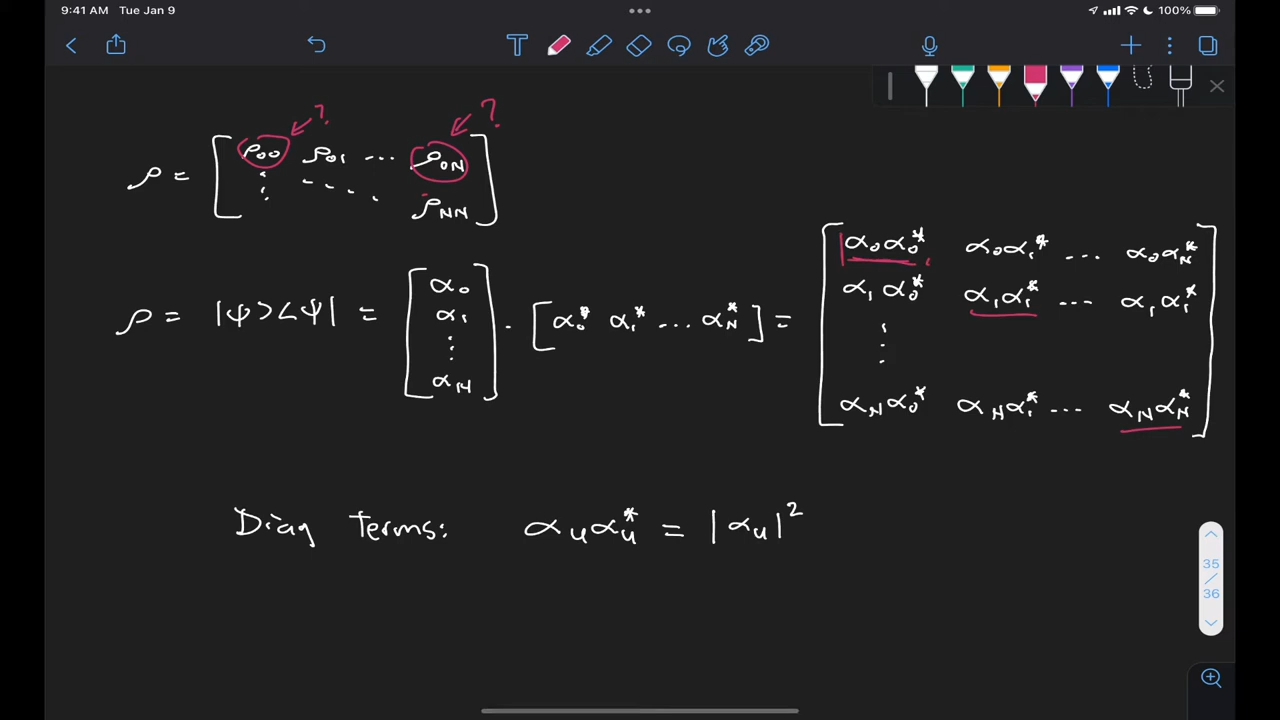 9:41 AM Tue Jan 9
100%
? ?
ρ = [ ρ00 ρ01 ... ρ0N
⋮ ⋱ ρNN ]
ρ = |ψ><ψ| = [ α0 α1 ⋮ αN ] · [ α0* α1* ... αN* ] = [ α0α0* α0α1* ... α0αN*
α1α0* α1α1* ... α1α1*
⋮
αNα0* αNα1* ... αNαN* ]
Diag Terms: αuαu* = |αu|²
35
/
36